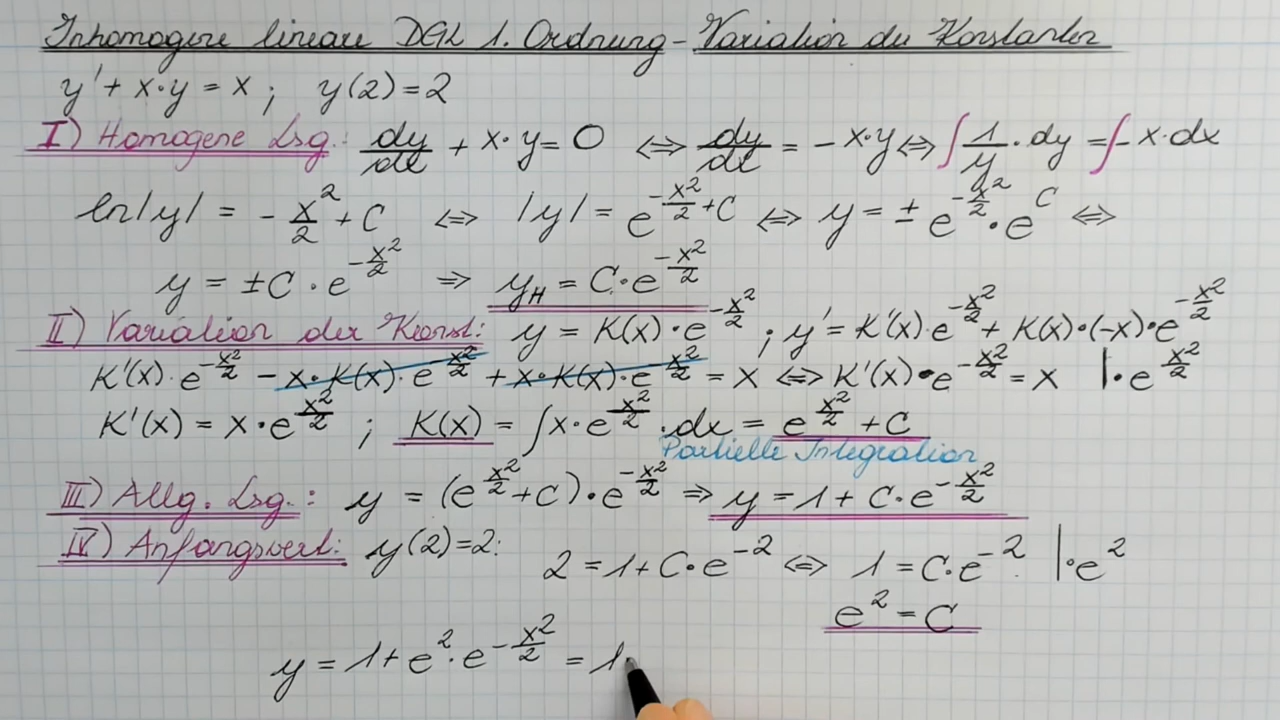 Inhomogene lineare DGL 1. Ordnung - Variation der Konstanten
y' + x·y = x ; y(2) = 2
I) Homogene Lsg.: dy/dx + x·y = 0 ⇔ dy/dx = -x·y ⇔ ∫ 1/y · dy = ∫ -x·dx
ln|y| = -x²/2 + C ⇔ |y| = e^(-x²/2 + C) ⇔ y = ± e^(-x²/2) · e^C ⇔
y = ±C · e^(-x²/2) ⇒ y_H = C·e^(-x²/2)
II) Variation der Konst.: y = K(x)·e^(-x²/2) ; y' = K'(x)·e^(-x²/2) + K(x)·(-x)·e^(-x²/2)
K'(x)·e^(-x²/2) - x·K(x)·e^(-x²/2) + x·K(x)·e^(-x²/2) = x ⇔ K'(x)·e^(-x²/2) = x |·e^(x²/2)
K'(x) = x·e^(x²/2) ; K(x) = ∫x·e^(x²/2)·dx = e^(x²/2) + C
Partielle Integration
III) Allg. Lsg.: y = (e^(x²/2) + C)·e^(-x²/2) ⇒ y = 1 + C·e^(-x²/2)
IV) Anfangswert: y(2)=2: 2 = 1 + C·e^(-2) ⇔ 1 = C·e^(-2) |·e²
e² = C
y = 1 + e²·e^(-x²/2) = 1